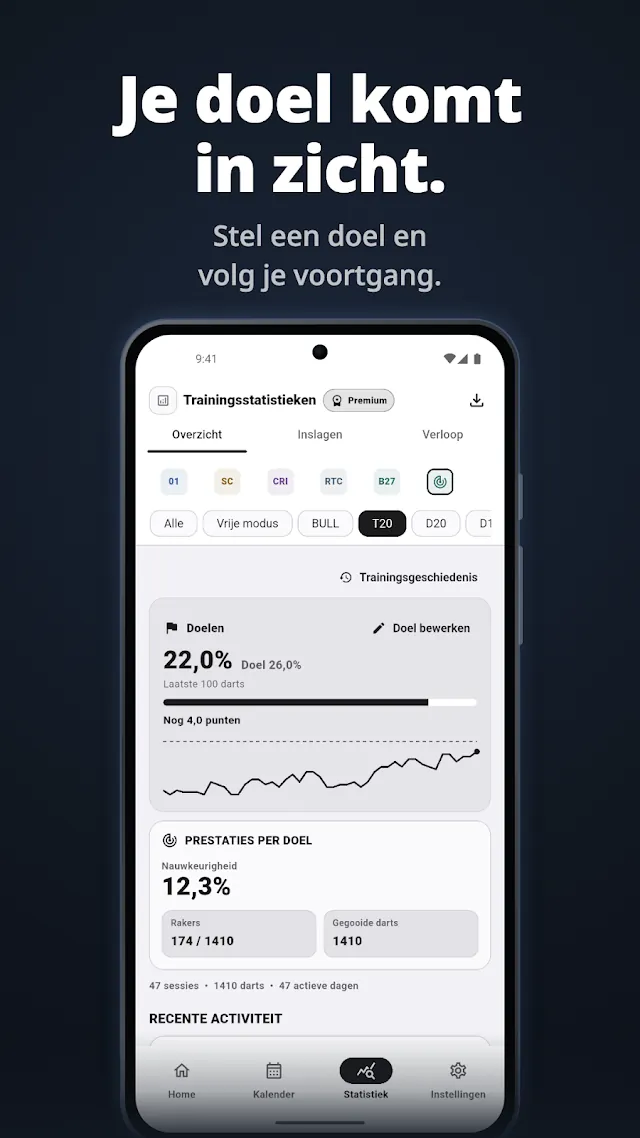 Je doel komt
in zicht.
Stel een doel en
volg je voortgang.
9:41
Trainingsstatistieken Premium
Overzicht Inslagen Verloop
01 SC CRI RTC B27
Alle Vrije modus BULL T20 D20 D1
Trainingsgeschiedenis
Doelen Doel bewerken
22,0% Doel 26,0%
Laatste 100 darts
Nog 4,0 punten
PRESTATIES PER DOEL
Nauwkeurigheid
12,3%
Rakers Gegooide darts
174 / 1410 1410
47 sessies • 1410 darts • 47 actieve dagen
RECENTE ACTIVITEIT
Home Kalender Statistiek Instellingen